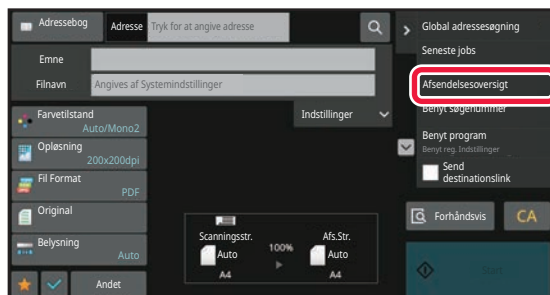 Adressebog
Adresse
Tryk for at angive adresse
Emne
Filnavn
Angives af Systemindstillinger
Farvetilstand
Auto/Mono2
Opløsning
200x200dpi
Fil Format
PDF
Original
Belysning
Auto
Andet
Indstillinger
Scanningsstr.
Auto
A4
100%
Afs.Str.
Auto
A4
Global adressesøgning
Seneste jobs
Afsendelsesoversigt
Benyt søgenummer
Benyt program
Benyt reg. Indstillinger
Send
destinationslink
Forhåndsvis
CA
Start